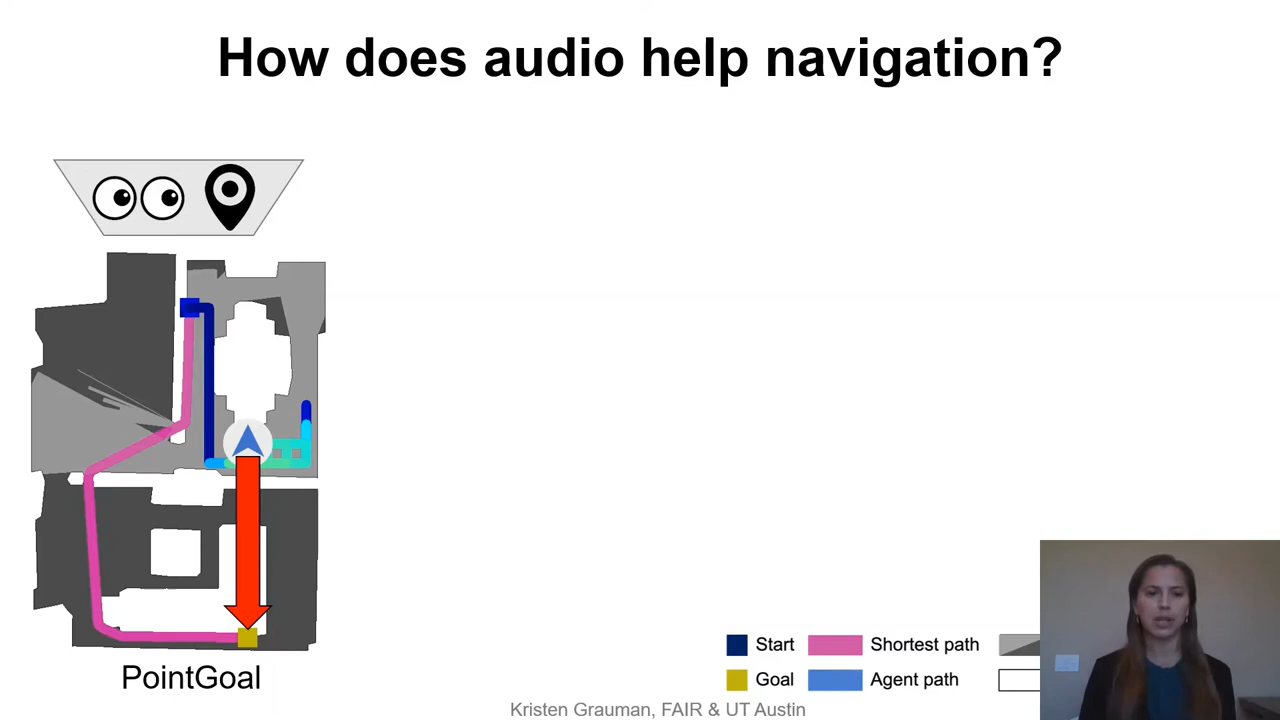 How does audio help navigation?
PointGoal
Start
Shortest path
Goal
Agent path
Kristen Grauman, FAIR & UT Austin